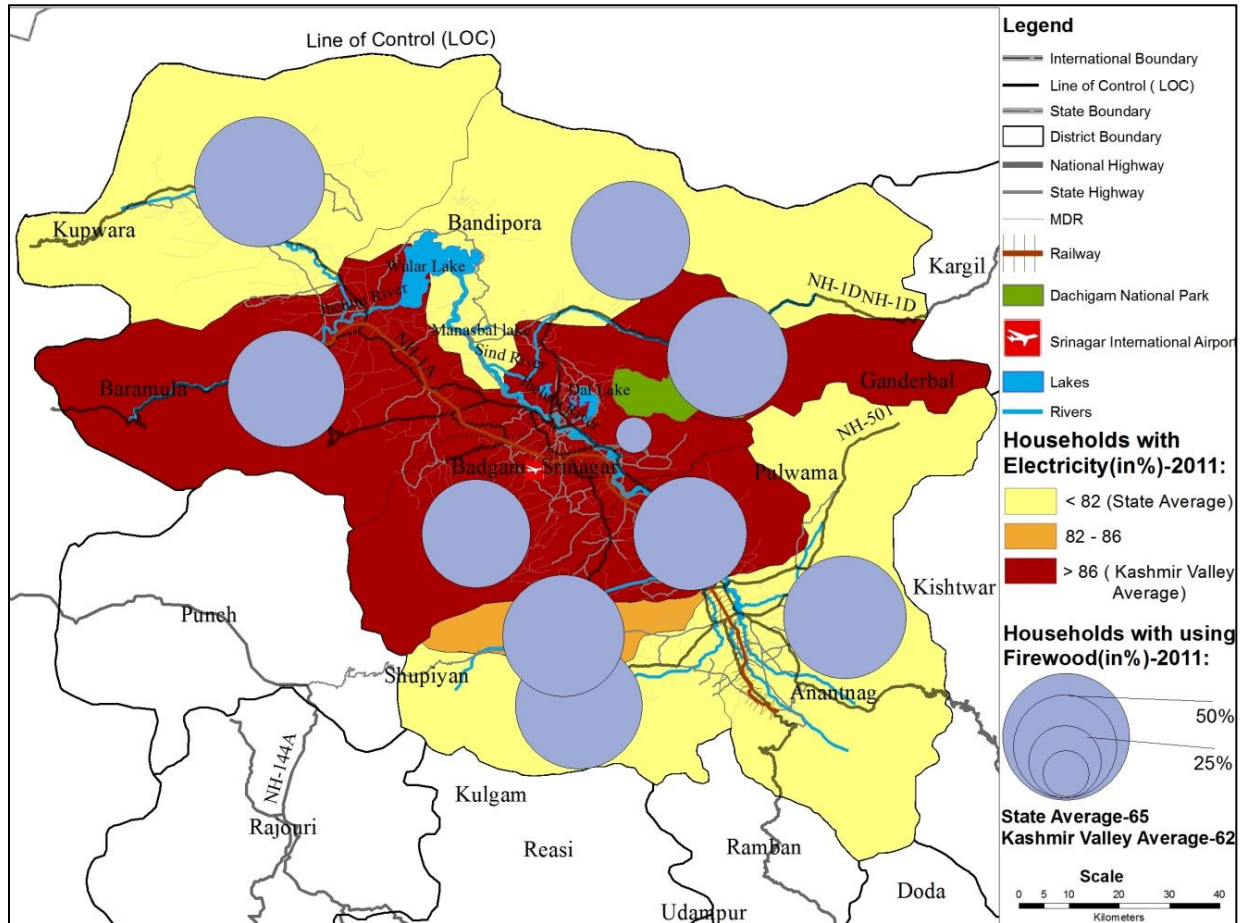 Line of Control (LOC)
Kupwara
Bandipora
Wular Lake
Kargil
NH-1DNH-1D
Manasbal lake
Sind River
NH-1A
Baramula
Dal Lake
Ganderbal
NH-501
Badgam
Srinagar
Pulwama
Kishtwar
Punch
Shupiyan
Anantnag
NH-144A
Kulgam
Rajouri
Reasi
Ramban
Doda
Udampur
Legend
International Boundary
Line of Control ( LOC)
State Boundary
District Boundary
National Highway
State Highway
MDR
Railway
Dachigam National Park
Srinagar International Airport
Lakes
Rivers
Households with
Electricity(in%)-2011:
< 82 (State Average)
82 - 86
> 86 ( Kashmir Valley
Average)
Households with using
Firewood(in%)-2011:
50%
25%
State Average-65
Kashmir Valley Average-62
Scale
0 5 10 20 30 40
Kilometers